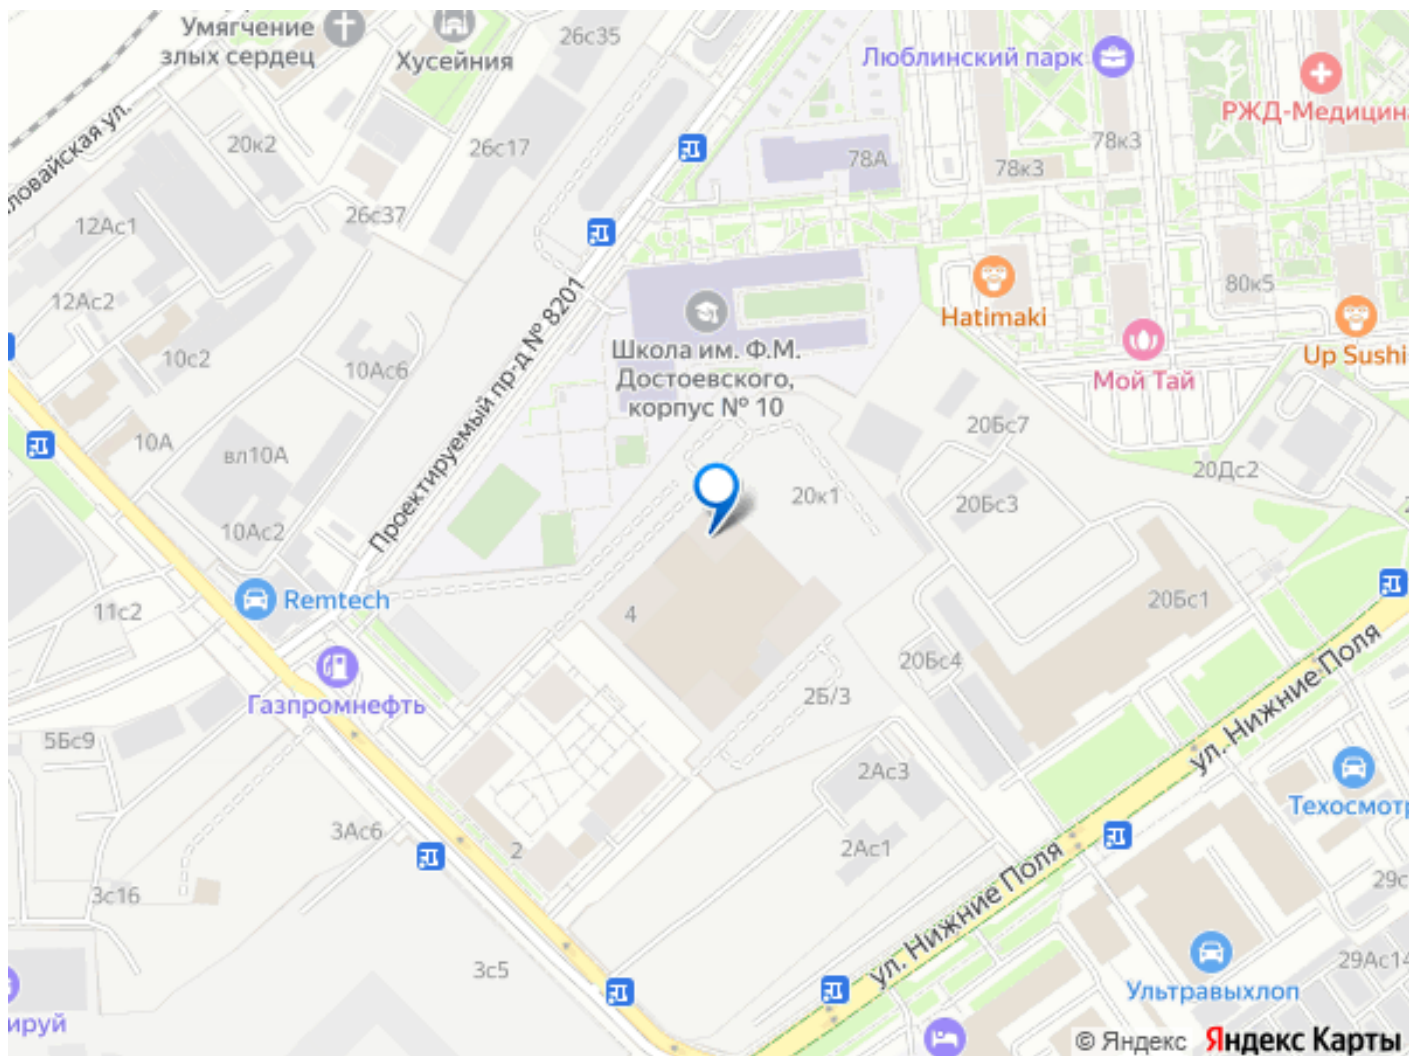 Умягчение
злых сердец
Хусейния
26с35
Люблинский парк
РЖД-Медицин
ловайская ул.
20к2
26с17
78А
78к3
78к3
26с37
12Ас1
12Ас2
80к5
Hatimaki
Up Sushi
Мой Тай
10с2
10Ас6
Проектируемый пр-д № 8201
Школа им. Ф.М.
Достоевского,
корпус № 10
10А
вл10А
20Бс7
20Дс2
20к1
20Бс3
10Ас2
Remtech
11с2
4
20Бс1
20Бс4
ул. Нижние Поля
Газпромнефть
2Б/3
5Бс9
2Ас3
Техосмотр
3Ас6
2
2Ас1
3с16
29с
ул. Нижние Поля
3с5
29Ас14
Ультравыхлоп
ируй
© Яндекс Яндекс Карты